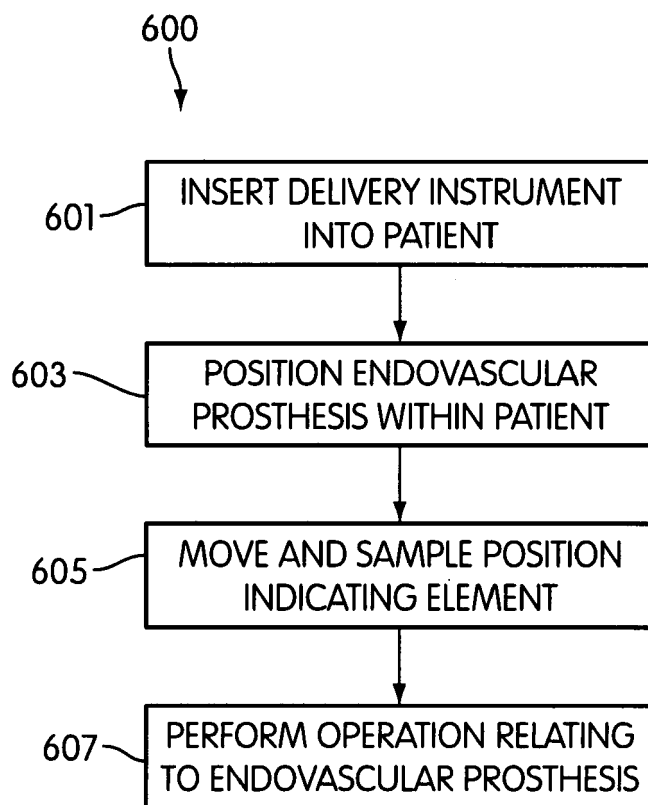 600
601
INSERT DELIVERY INSTRUMENT
INTO PATIENT
603
POSITION ENDOVASCULAR
PROSTHESIS WITHIN PATIENT
605
MOVE AND SAMPLE POSITION
INDICATING ELEMENT
607
PERFORM OPERATION RELATING
TO ENDOVASCULAR PROSTHESIS